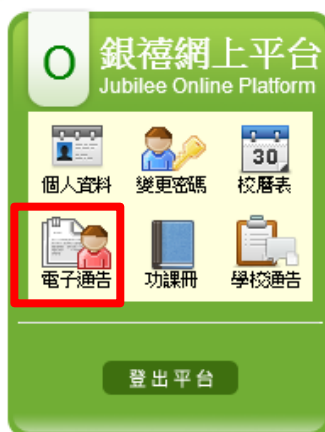 O
銀禧網上平台
Jubilee Online Platform
個人資料 變更密碼 校曆表
30
電子通告 功課冊 學校通告
登出平台